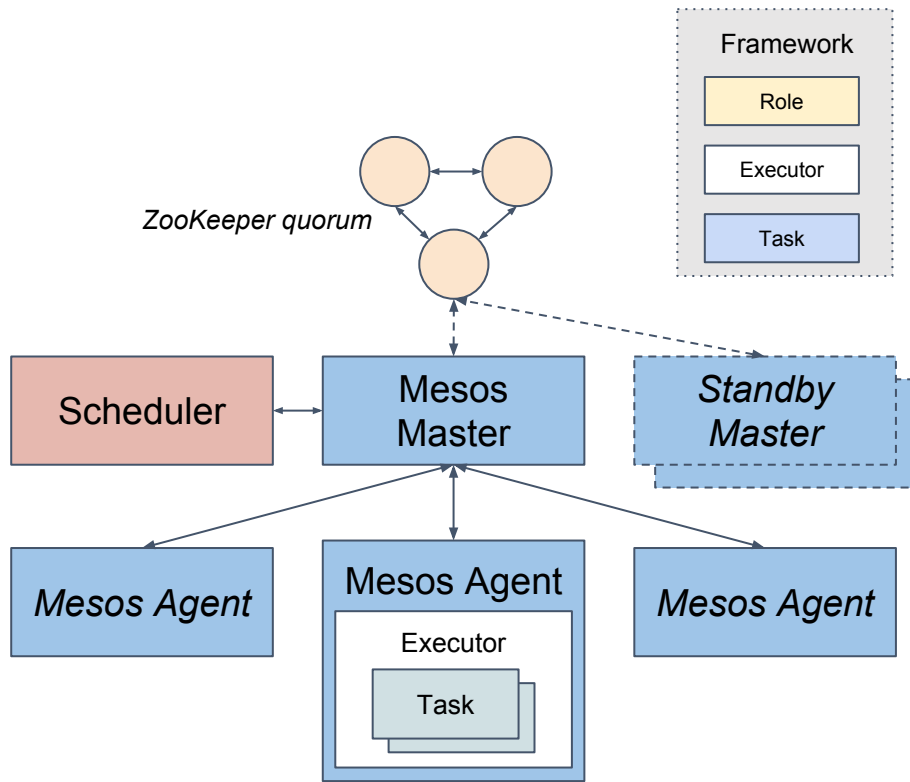 Framework
Role
Executor
Task
ZooKeeper quorum
Scheduler
Mesos
Master
Standby
Master
Mesos Agent
Mesos Agent
Executor
Task
Mesos Agent